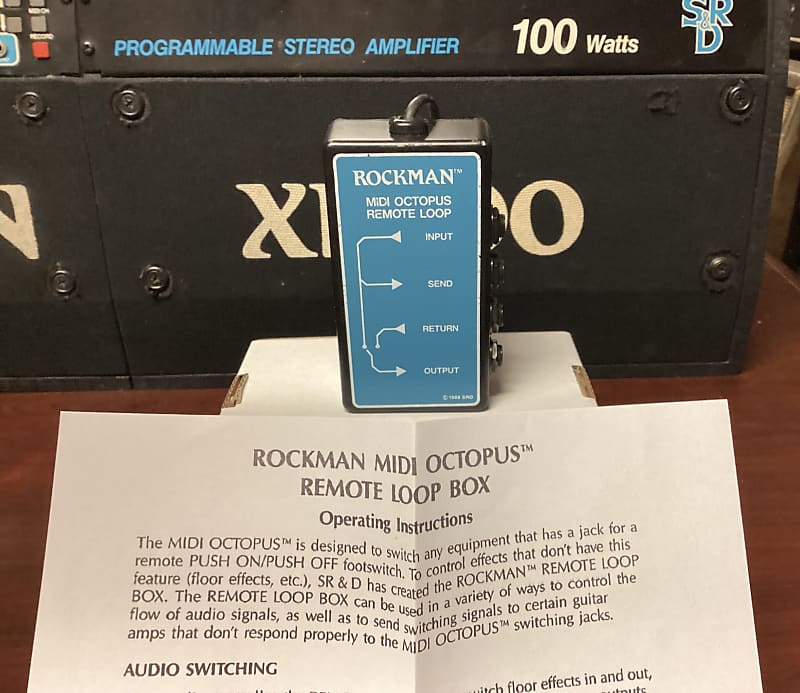 PROGRAMMABLE STEREO AMPLIFIER 100 Watts
SR&D
ROCKMAN™
MIDI OCTOPUS
REMOTE LOOP
INPUT
SEND
RETURN
OUTPUT
ROCKMAN MIDI OCTOPUS™
REMOTE LOOP BOX
Operating Instructions
The MIDI OCTOPUS™ is designed to switch any equipment that has a jack for a
remote PUSH ON/PUSH OFF footswitch. To control effects that don't have this
feature (floor effects, etc.), SR & D has created the ROCKMAN™ REMOTE LOOP
BOX. The REMOTE LOOP BOX can be used in a variety of ways to control the
flow of audio signals, as well as to send switching signals to certain guitar
amps that don't respond properly to the MIDI OCTOPUS™ switching jacks.
AUDIO SWITCHING
floor effects in and out,